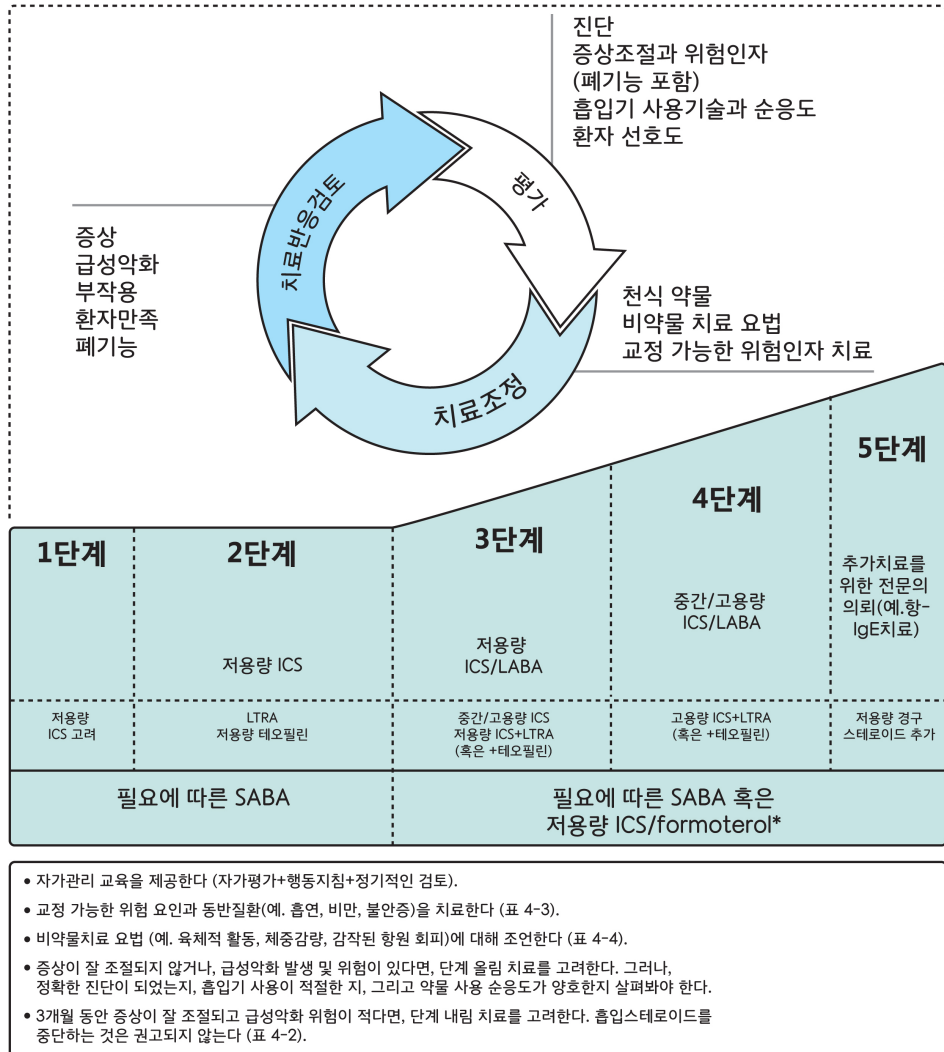 진단
증상조절과 위험인자
(폐기능 포함)
흡입기 사용기술과 순응도
환자 선호도
평가
치료반응검토
증상
급성악화
부작용
환자만족
폐기능
천식 약물
비약물 치료 요법
교정 가능한 위험인자 치료
치료조정
1단계
2단계
3단계
4단계
5단계
저용량 ICS
저용량
ICS/LABA
중간/고용량
ICS/LABA
추가치료를
위한 전문의
의뢰(예.항-
IgE치료)
저용량
ICS 고려
LTRA
저용량 테오필린
중간/고용량 ICS
저용량 ICS+LTRA
(혹은 +테오필린)
고용량 ICS+LTRA
(혹은 +테오필린)
저용량 경구
스테로이드 추가
필요에 따른 SABA
필요에 따른 SABA 혹은
저용량 ICS/formoterol*
• 자가관리 교육을 제공한다 (자가평가+행동지침+정기적인 검토).
• 교정 가능한 위험 요인과 동반질환(예. 흡연, 비만, 불안증)을 치료한다 (표 4-3).
• 비약물치료 요법 (예. 육체적 활동, 체중감량, 감작된 항원 회피)에 대해 조언한다 (표 4-4).
• 증상이 잘 조절되지 않거나, 급성악화 발생 및 위험이 있다면, 단계 올림 치료를 고려한다. 그러나,
정확한 진단이 되었는지, 흡입기 사용이 적절한 지, 그리고 약물 사용 순응도가 양호한지 살펴봐야 한다.
• 3개월 동안 증상이 잘 조절되고 급성악화 위험이 적다면, 단계 내림 치료를 고려한다. 흡입스테로이드를
중단하는 것은 권고되지 않는다 (표 4-2).